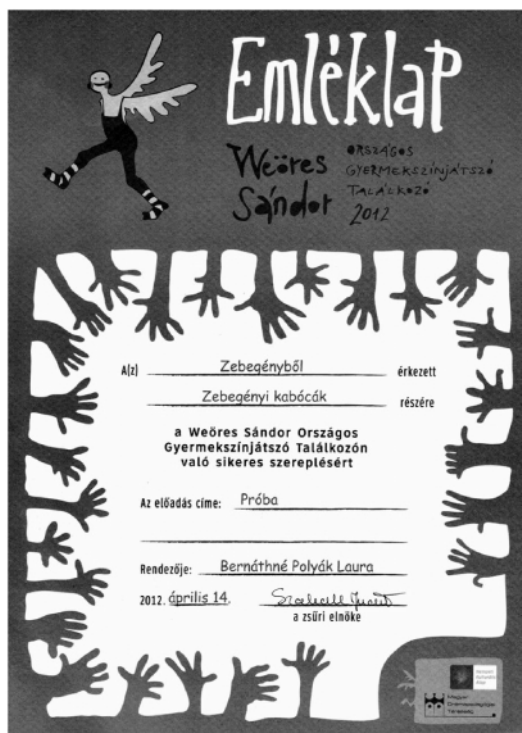 Emléklap
Weöres
Sándor
ORSZÁGOS
GYERMEKSZÍNJÁTSZÓ
TALÁLKOZÓ
2012
A(z) Zebegényből érkezett
Zebegényi kabócák részére
a Weöres Sándor Országos
Gyermekszínjátszó Találkozón
való sikeres szereplésért
Az előadás címe: Próba
Rendezője: Bernáthné Polyák Laura
2012. április 14.
a zsűri elnöke
Magyar
Drámapedagógiai
Társaság